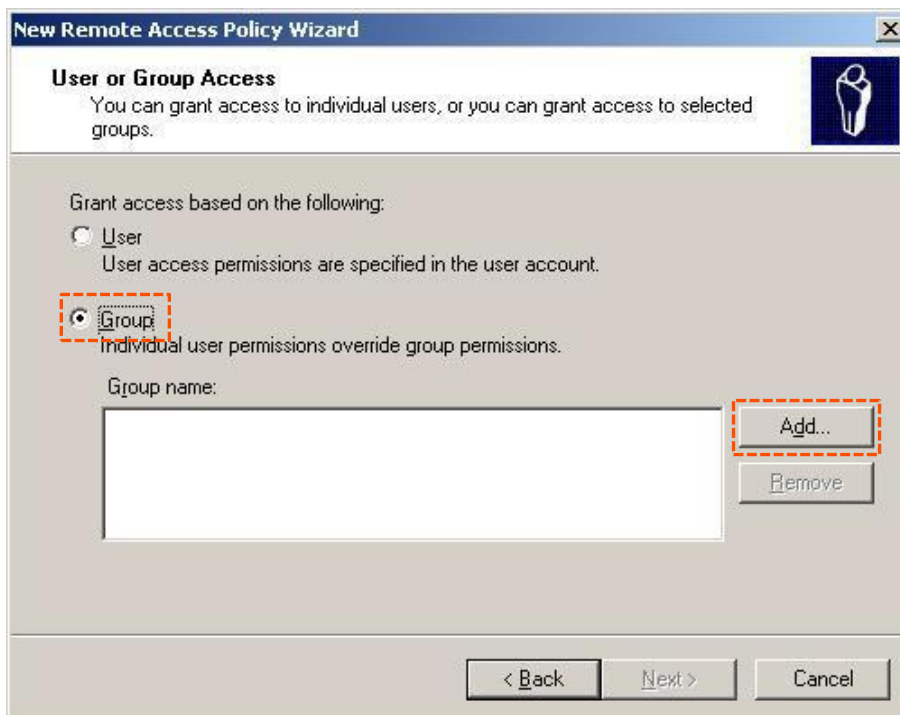 New Remote Access Policy Wizard
User or Group Access
You can grant access to individual users, or you can grant access to selected
groups.
Grant access based on the following:
User
User access permissions are specified in the user account.
Group
Individual user permissions override group permissions.
Group name:
Add...
Remove
< Back
Next >
Cancel